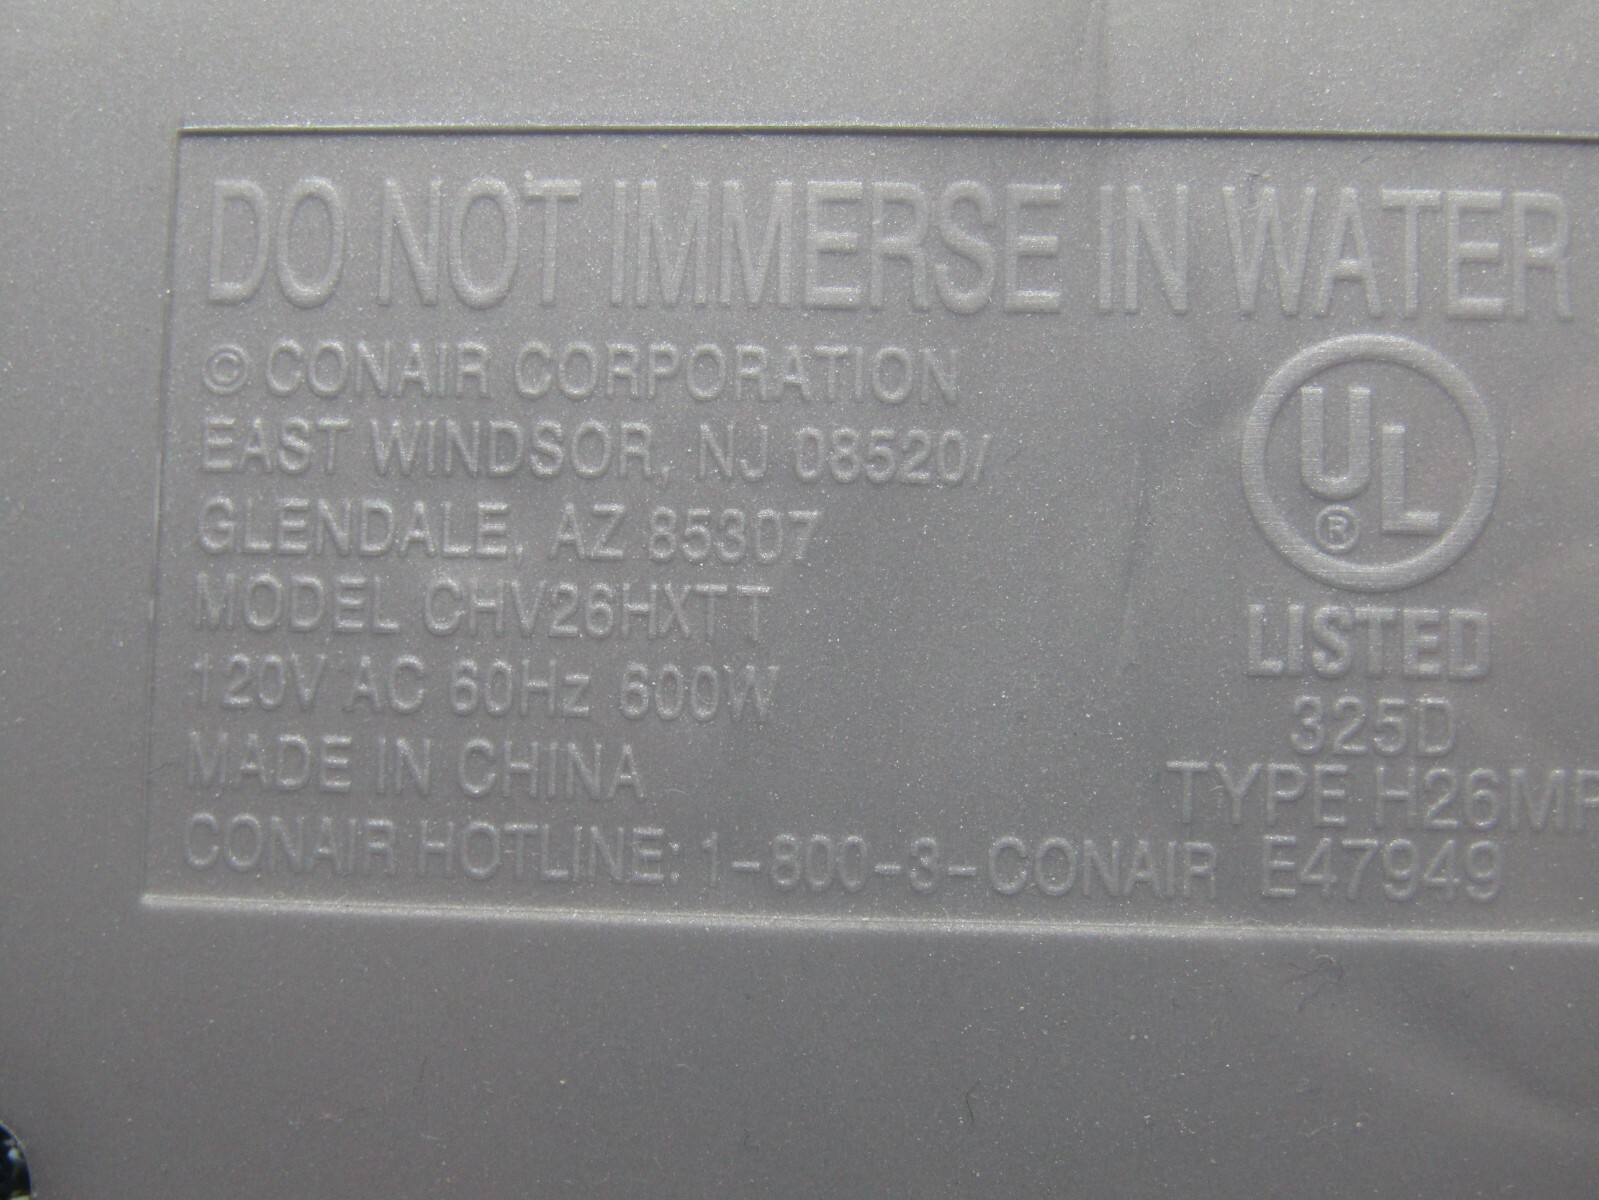 DO NOT IMMERSE IN WATER
© CONAIR CORPORATION
EAST WINDSOR, NJ 08520/
GLENDALE, AZ 85307
MODEL CHV26HXTT
120V AC 60Hz 600W
MADE IN CHINA
CONAIR HOTLINE: 1-800-3-CONAIR
UL
®
LISTED
325D
TYPE
E47949